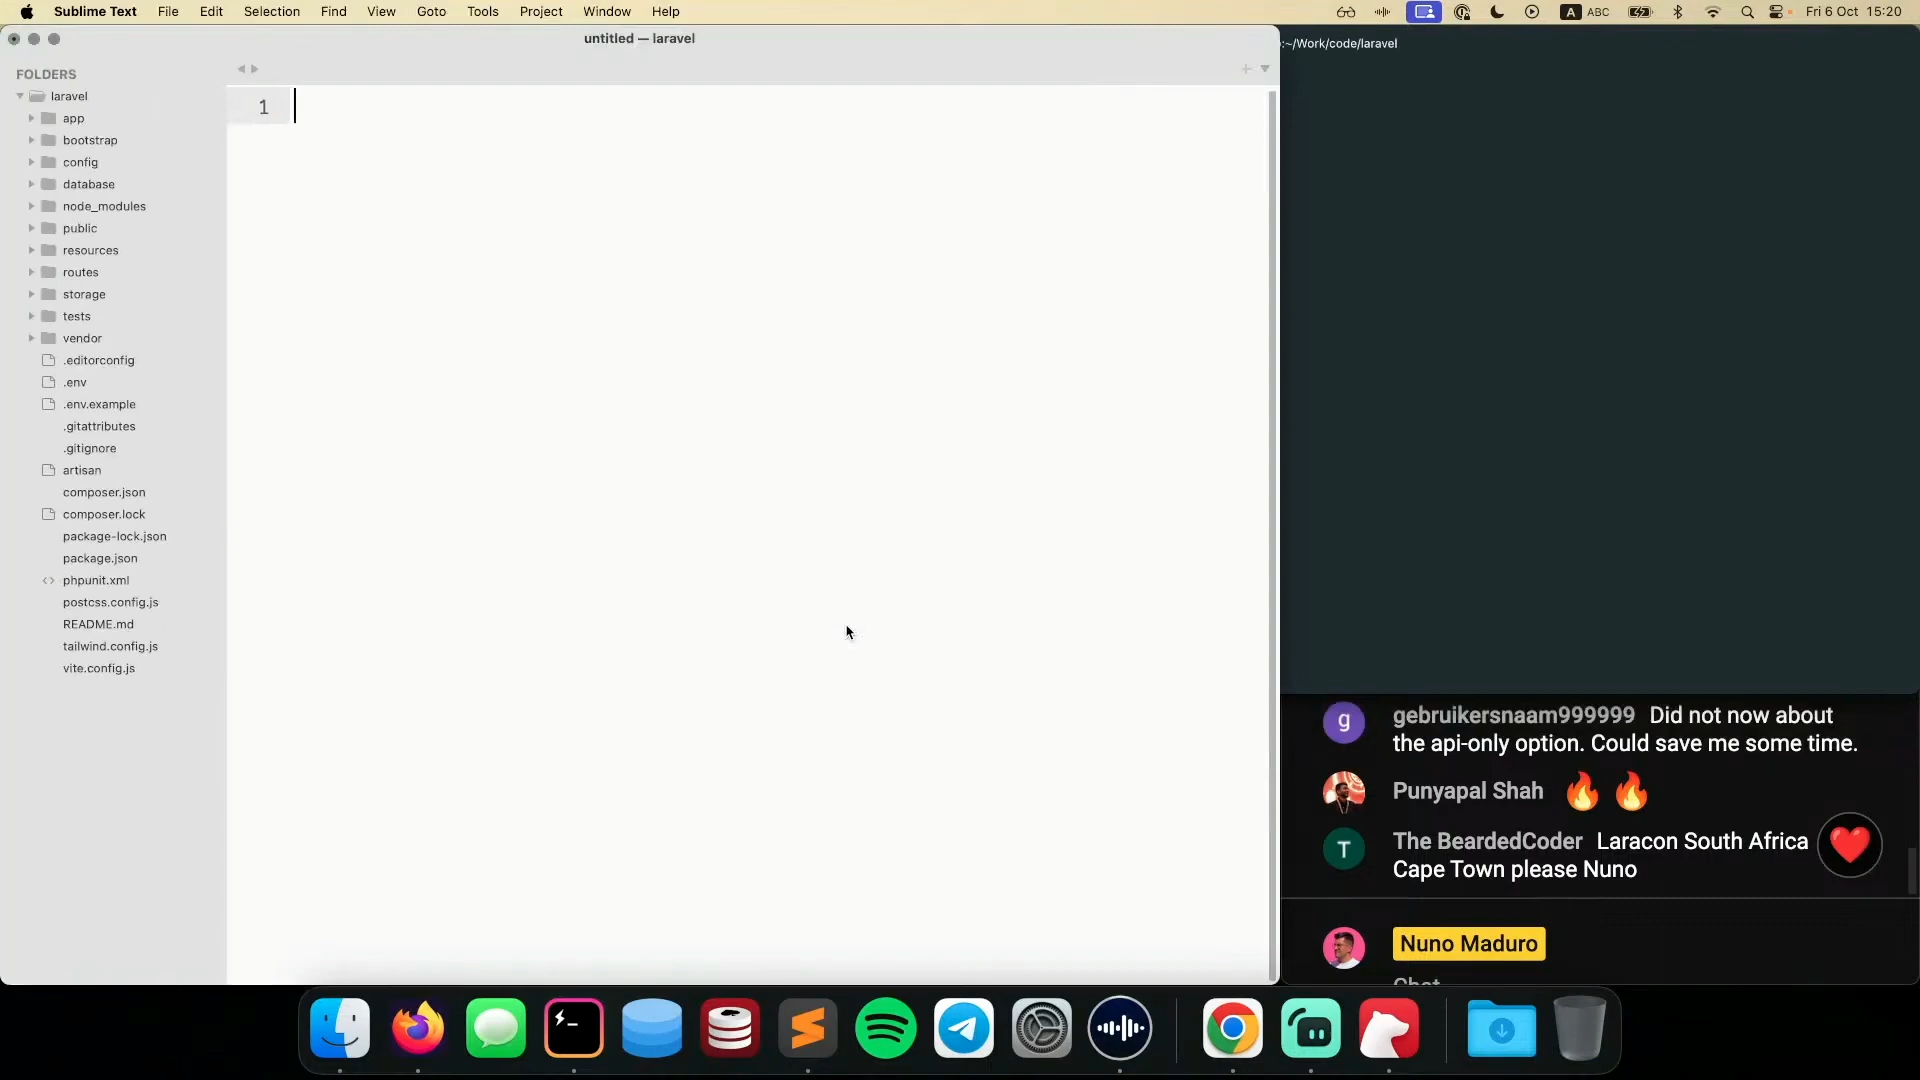 Sublime Text File Edit Selection Find View Goto Tools Project Window Help
A ABC Fri 6 Oct 15:20
untitled — laravel
:~/Work/code/laravel
FOLDERS
laravel
1
app
bootstrap
config
database
node_modules
public
resources
routes
storage
tests
vendor
.editorconfig
.env
.env.example
.gitattributes
.gitignore
artisan
composer.json
composer.lock
package-lock.json
package.json
phpunit.xml
postcss.config.js
README.md
tailwind.config.js
vite.config.js
g gebruikersnaam999999 Did not now about
the api-only option. Could save me some time.
Punyapal Shah 🔥 🔥
T The BeardedCoder Laracon South Africa
Cape Town please Nuno
Nuno Maduro